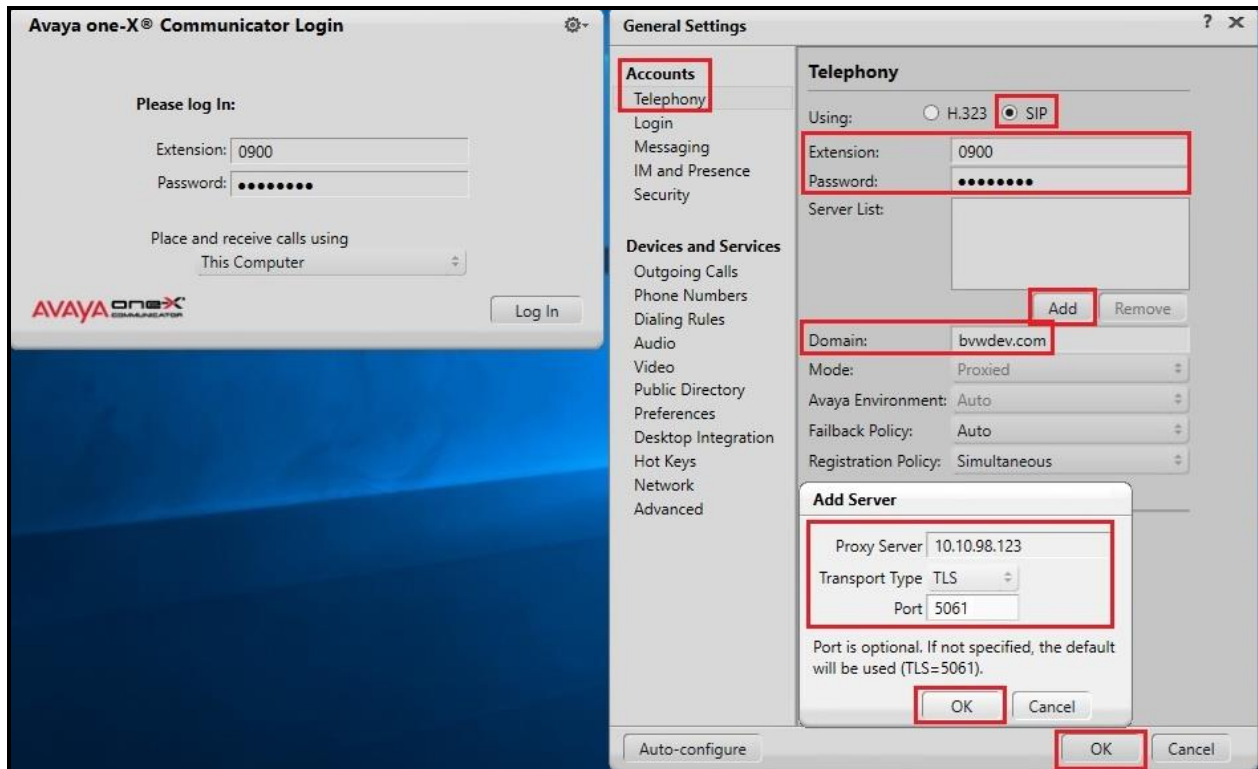 Avaya one-X® Communicator Login
Please log In:
Extension: 0900
Password: ••••••••
Place and receive calls using
This Computer
AVAYA one-X®
COMMUNICATOR
Log In
General Settings
? X
Accounts
Telephony
Login
Messaging
IM and Presence
Security
Devices and Services
Outgoing Calls
Phone Numbers
Dialing Rules
Audio
Video
Public Directory
Preferences
Desktop Integration
Hot Keys
Network
Advanced
Telephony
Using: H.323 SIP
Extension: 0900
Password: ••••••••
Server List:
Add Remove
Domain: bvwdev.com
Mode: Proxied
Avaya Environment: Auto
Failback Policy: Auto
Registration Policy: Simultaneous
Add Server
Proxy Server 10.10.98.123
Transport Type TLS
Port 5061
Port is optional. If not specified, the default
will be used (TLS=5061).
OK Cancel
Auto-configure OK Cancel